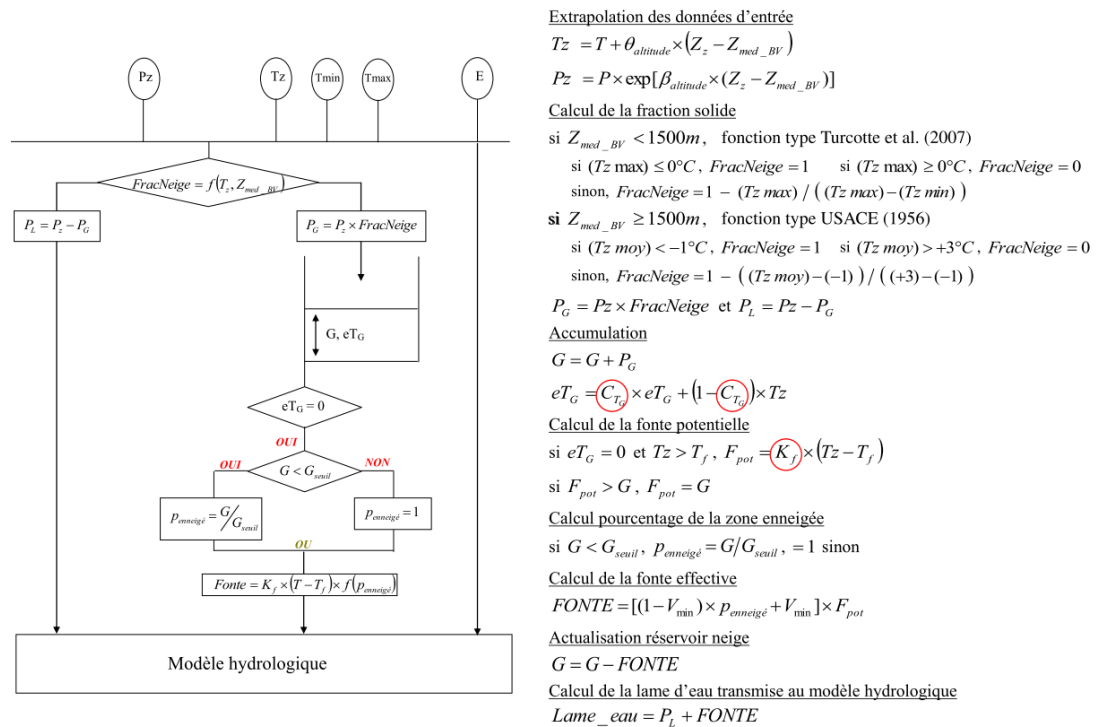 Pz
Tz
Tmin
Tmax
E
FracNeige = f(T_z, Z_med_BV)
P_L = P_z − P_G
P_G = P_z × FracNeige
G, eT_G
eT_G = 0
OUI
OUI
G < G_seuil
NON
p_enneigé = G/G_seuil
p_enneigé = 1
OU
Fonte = K_f × (T − T_f) × f(p_enneigé)
Modèle hydrologique
Extrapolation des données d’entrée
Tz = T + θ_altitude × (Z_z − Z_med_BV)
Pz = P × exp[β_altitude × (Z_z − Z_med_BV)]
Calcul de la fraction solide
si Z_med_BV < 1500m, fonction type Turcotte et al. (2007)
si (Tz max) ≤ 0°C, FracNeige = 1 si (Tz max) ≥ 0°C, FracNeige = 0
sinon, FracNeige = 1 − (Tz max) / ( (Tz max) − (Tz min) )
si Z_med_BV ≥ 1500m, fonction type USACE (1956)
si (Tz moy) < −1°C, FracNeige = 1 si (Tz moy) > +3°C, FracNeige = 0
sinon, FracNeige = 1 − ( (Tz moy) − (−1) ) / ( (+3) − (−1) )
P_G = Pz × FracNeige et P_L = Pz − P_G
Accumulation
G = G + P_G
eT_G = C_T_G × eT_G + (1 − C_T_G) × Tz
Calcul de la fonte potentielle
si eT_G = 0 et Tz > T_f, F_pot = K_f × (Tz − T_f)
si F_pot > G, F_pot = G
Calcul pourcentage de la zone enneigée
si G < G_seuil, p_enneigé = G/G_seuil, = 1 sinon
Calcul de la fonte effective
FONTE = [(1 − V_min) × p_enneigé + V_min] × F_pot
Actualisation réservoir neige
G = G − FONTE
Calcul de la lame d’eau transmise au modèle hydrologique
Lame_eau = P_L + FONTE